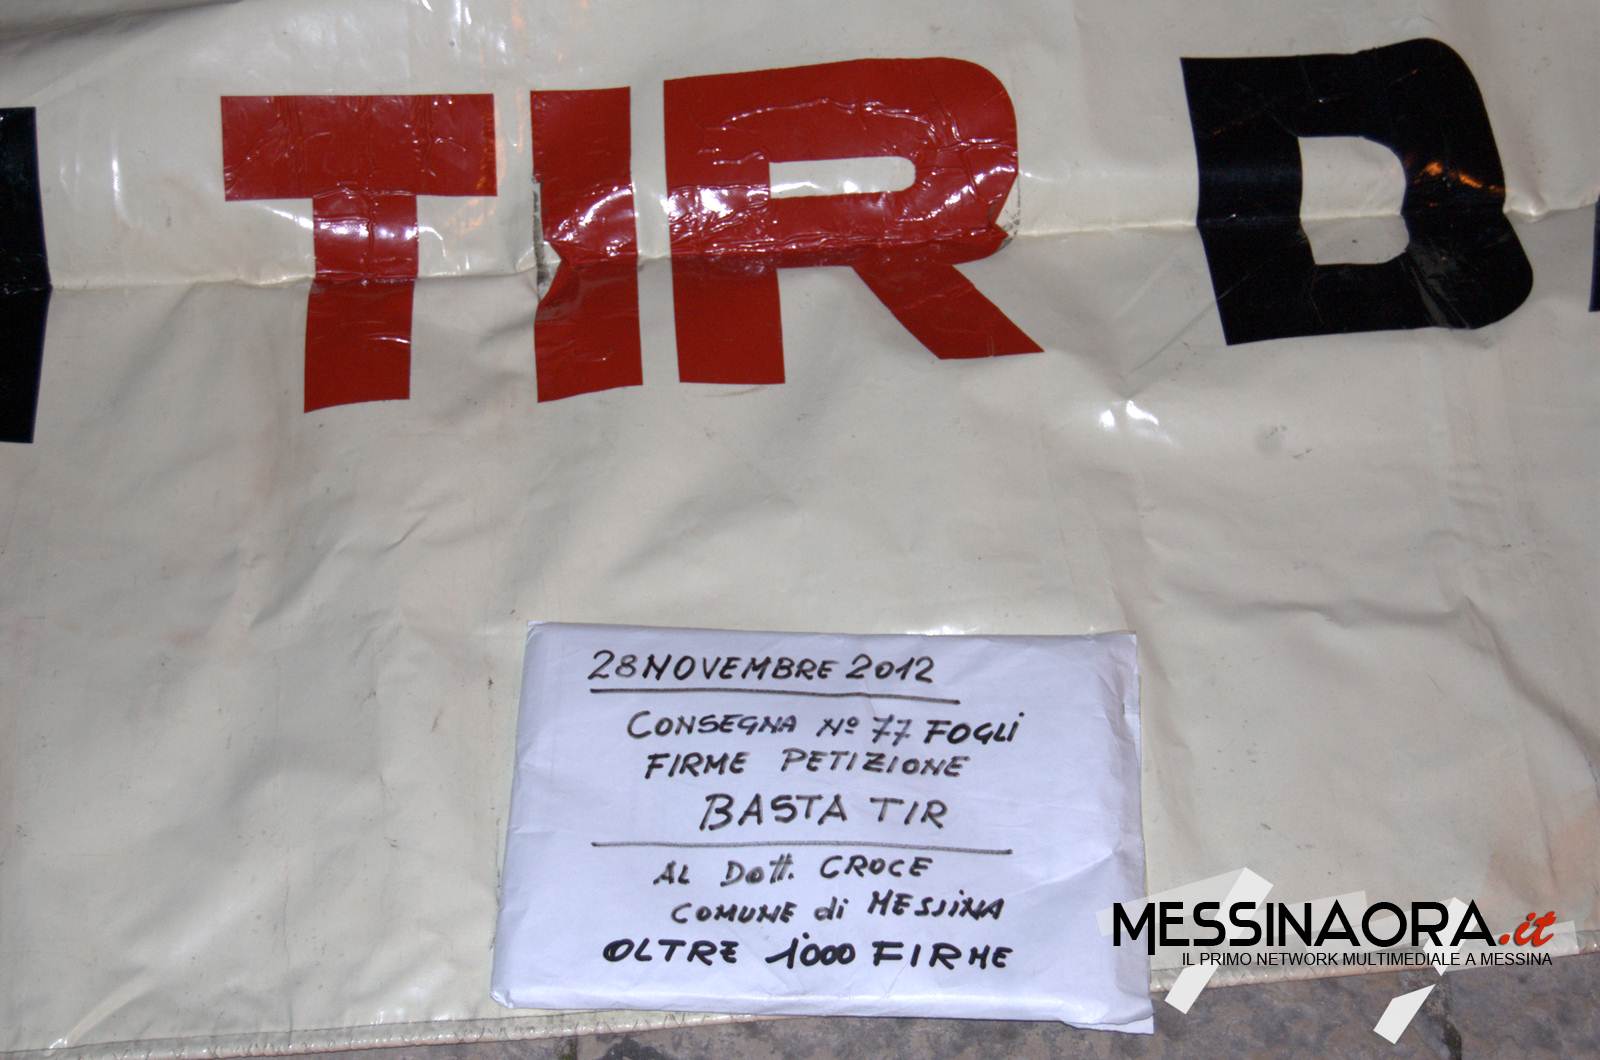 TIR D
28 NOVEMBRE 2012
CONSEGNA Nº 77 FOGLI
FIRME PETIZIONE
BASTA TIR
AL DOTT. CROCE
COMUNE di MESSINA
OLTRE 1000 FIRME
MESSINAORA.it
IL PRIMO NETWORK MULTIMEDIALE A MESSINA